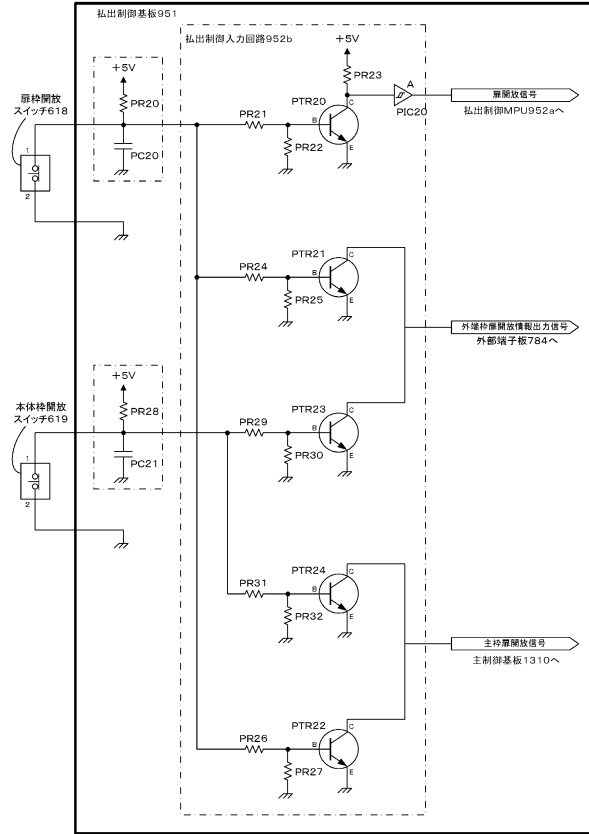 払出制御基板951
払出制御入力回路952b
+5V
+5V
PR23
A
PIC20
扉開放信号
払出制御MPU952aへ
扉枠開放
スイッチ618
1
2
PR20
PC20
PR21
PTR20
B
C
E
PR22
PTR21
PR24
B
C
E
PR25
外端枠扉開放情報出力信号
外部端子板784へ
+5V
本体枠開放
スイッチ619
1
2
PR28
PC21
PR29
PTR23
B
C
E
PR30
PTR24
PR31
B
C
E
PR32
主枠扉開放信号
主制御基板1310へ
PTR22
PR26
B
C
E
PR27